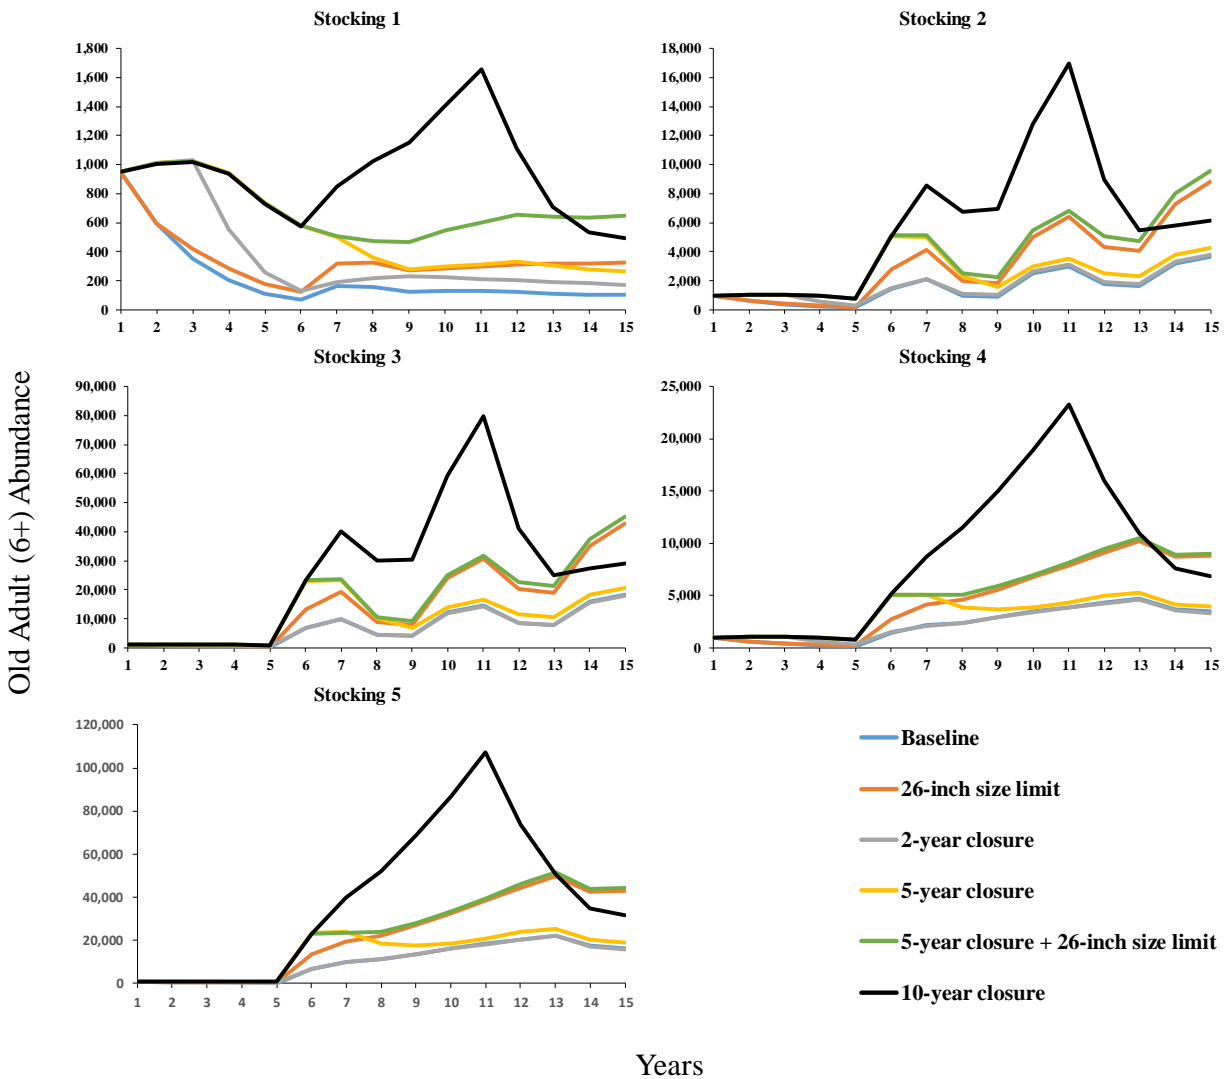 Stocking 1
1,800
1,600
1,400
1,200
1,000
800
600
400
200
0
1 2 3 4 5 6 7 8 9 10 11 12 13 14 15
Stocking 2
18,000
16,000
14,000
12,000
10,000
8,000
6,000
4,000
2,000
0
1 2 3 4 5 6 7 8 9 10 11 12 13 14 15
Stocking 3
90,000
80,000
70,000
60,000
50,000
40,000
30,000
20,000
10,000
0
1 2 3 4 5 6 7 8 9 10 11 12 13 14 15
Stocking 4
25,000
20,000
15,000
10,000
5,000
0
1 2 3 4 5 6 7 8 9 10 11 12 13 14 15
Old Adult (6+) Abundance
Stocking 5
120,000
100,000
80,000
60,000
40,000
20,000
0
1 2 3 4 5 6 7 8 9 10 11 12 13 14 15
Baseline
26-inch size limit
2-year closure
5-year closure
5-year closure + 26-inch size limit
10-year closure
Years